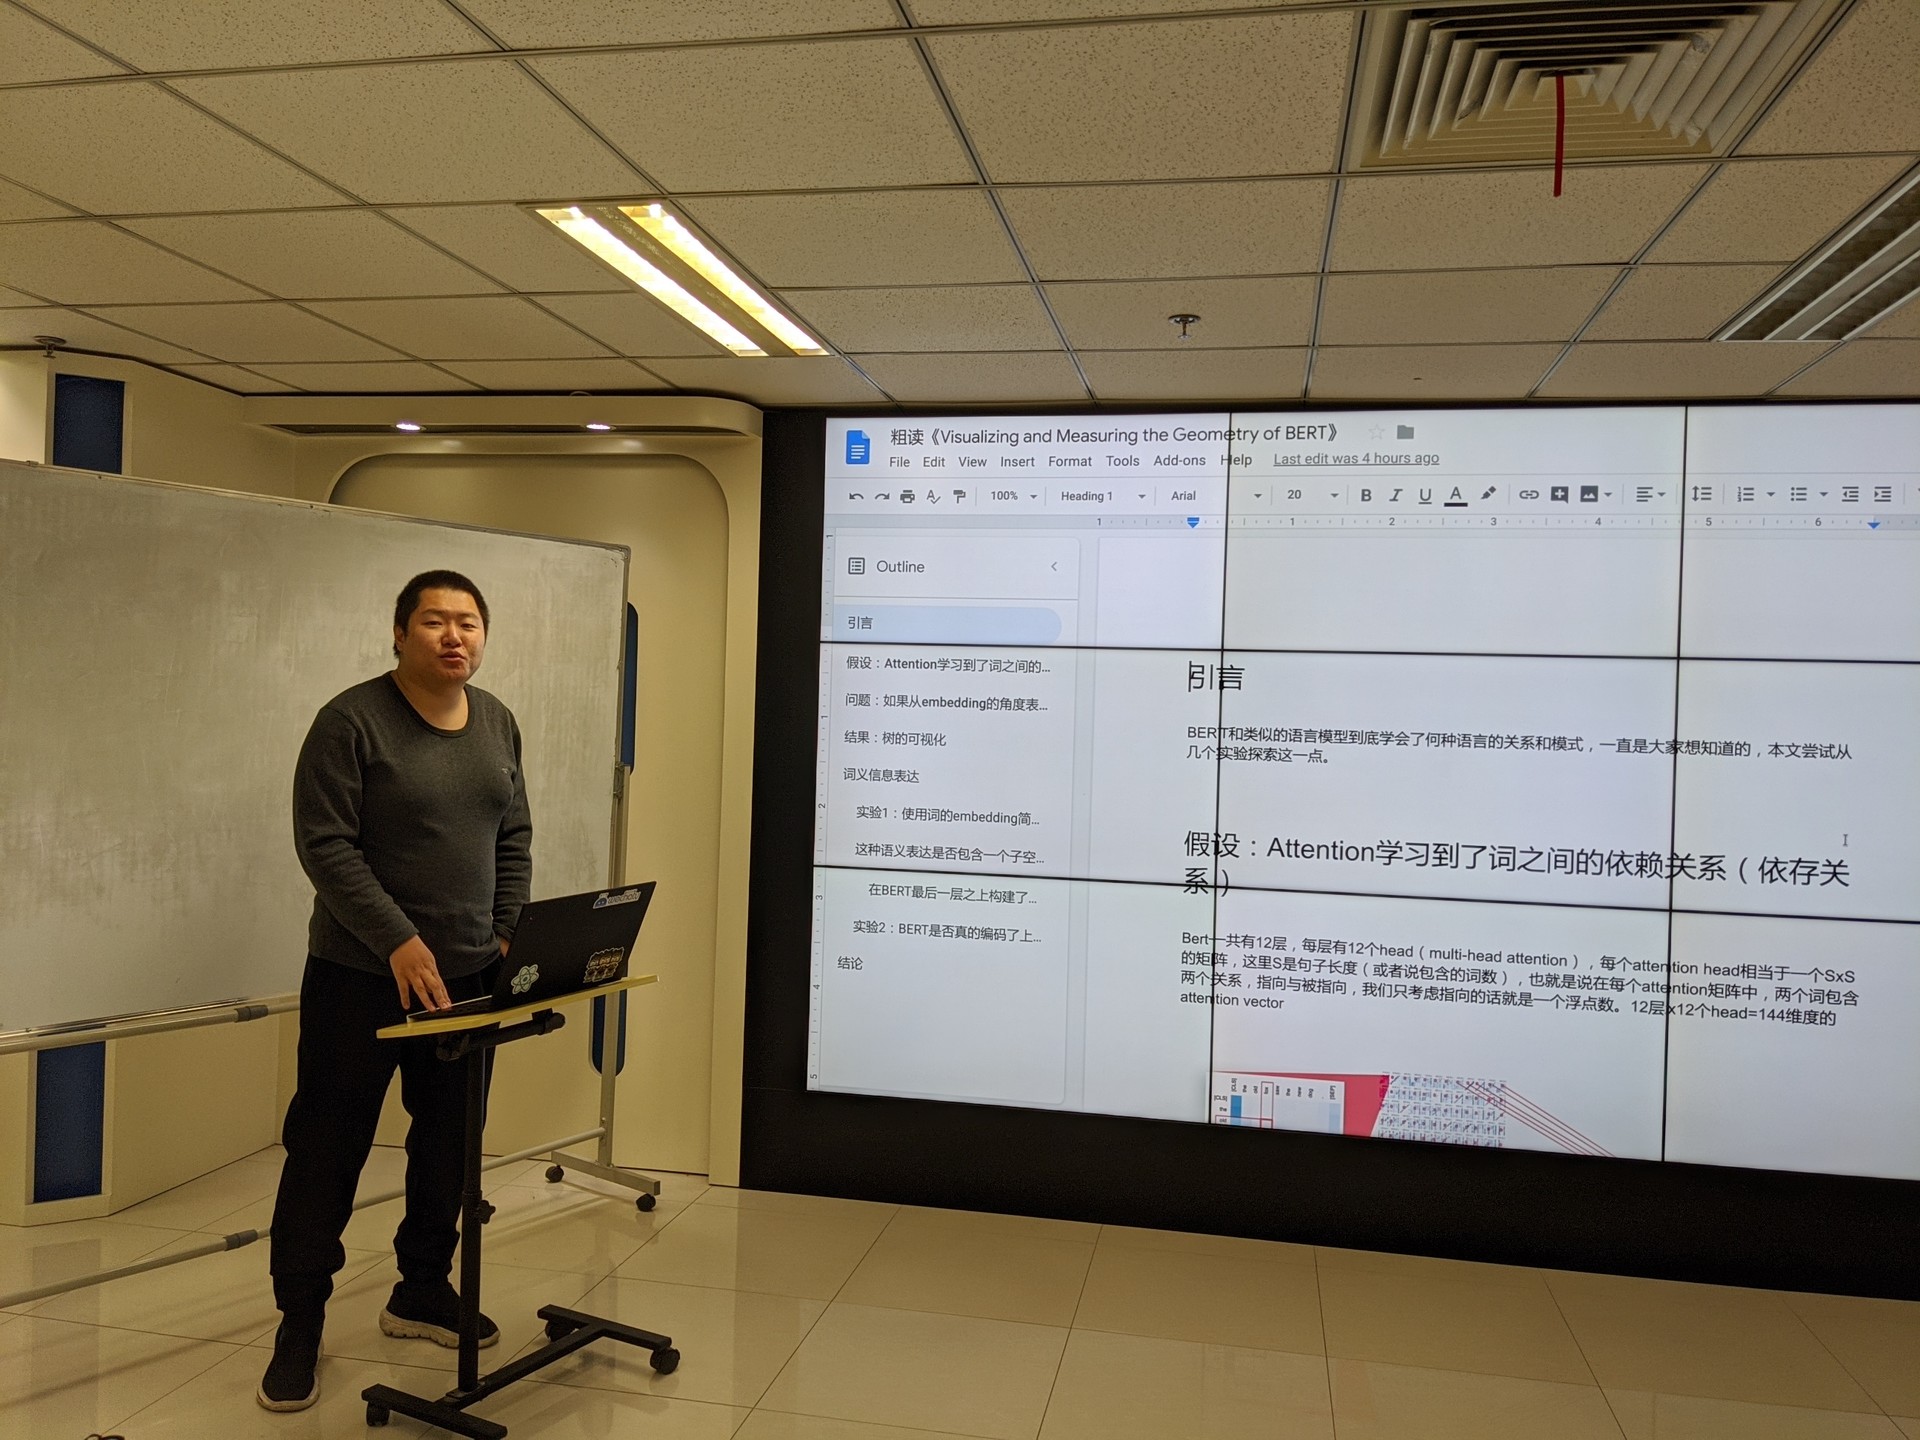 粗读《Visualizing and Measuring the Geometry of BERT》
File Edit View Insert Format Tools Add-ons Help Last edit was 4 hours ago
100% Heading 1 Arial 20
1 1 2 3 4 5 6
Outline
引言
假设：Attention学习到了词之间的...
问题：如果从embedding的角度表...
结果：树的可视化
词义信息表达
实验1：使用词的embedding简...
这种语义表达是否包含一个子空...
在BERT最后一层之上构建了...
实验2：BERT是否真的编码了上...
结论
引言
BERT和类似的语言模型到底学会了何种语言的关系和模式，一直是大家想知道的，本文尝试从
几个实验探索这一点。
假设：Attention学习到了词之间的依赖关系（依存关
系）
Bert一共有12层，每层有12个head（multi-head attention），每个attention head相当于一个SxS
的矩阵，这里S是句子长度（或者说包含的词数），也就是说在每个attention矩阵中，两个词包含
两个关系，指向与被指向，我们只考虑指向的话就是一个浮点数。12层x12个head=144维度的
attention vector
[CLS]
[CLS]
the